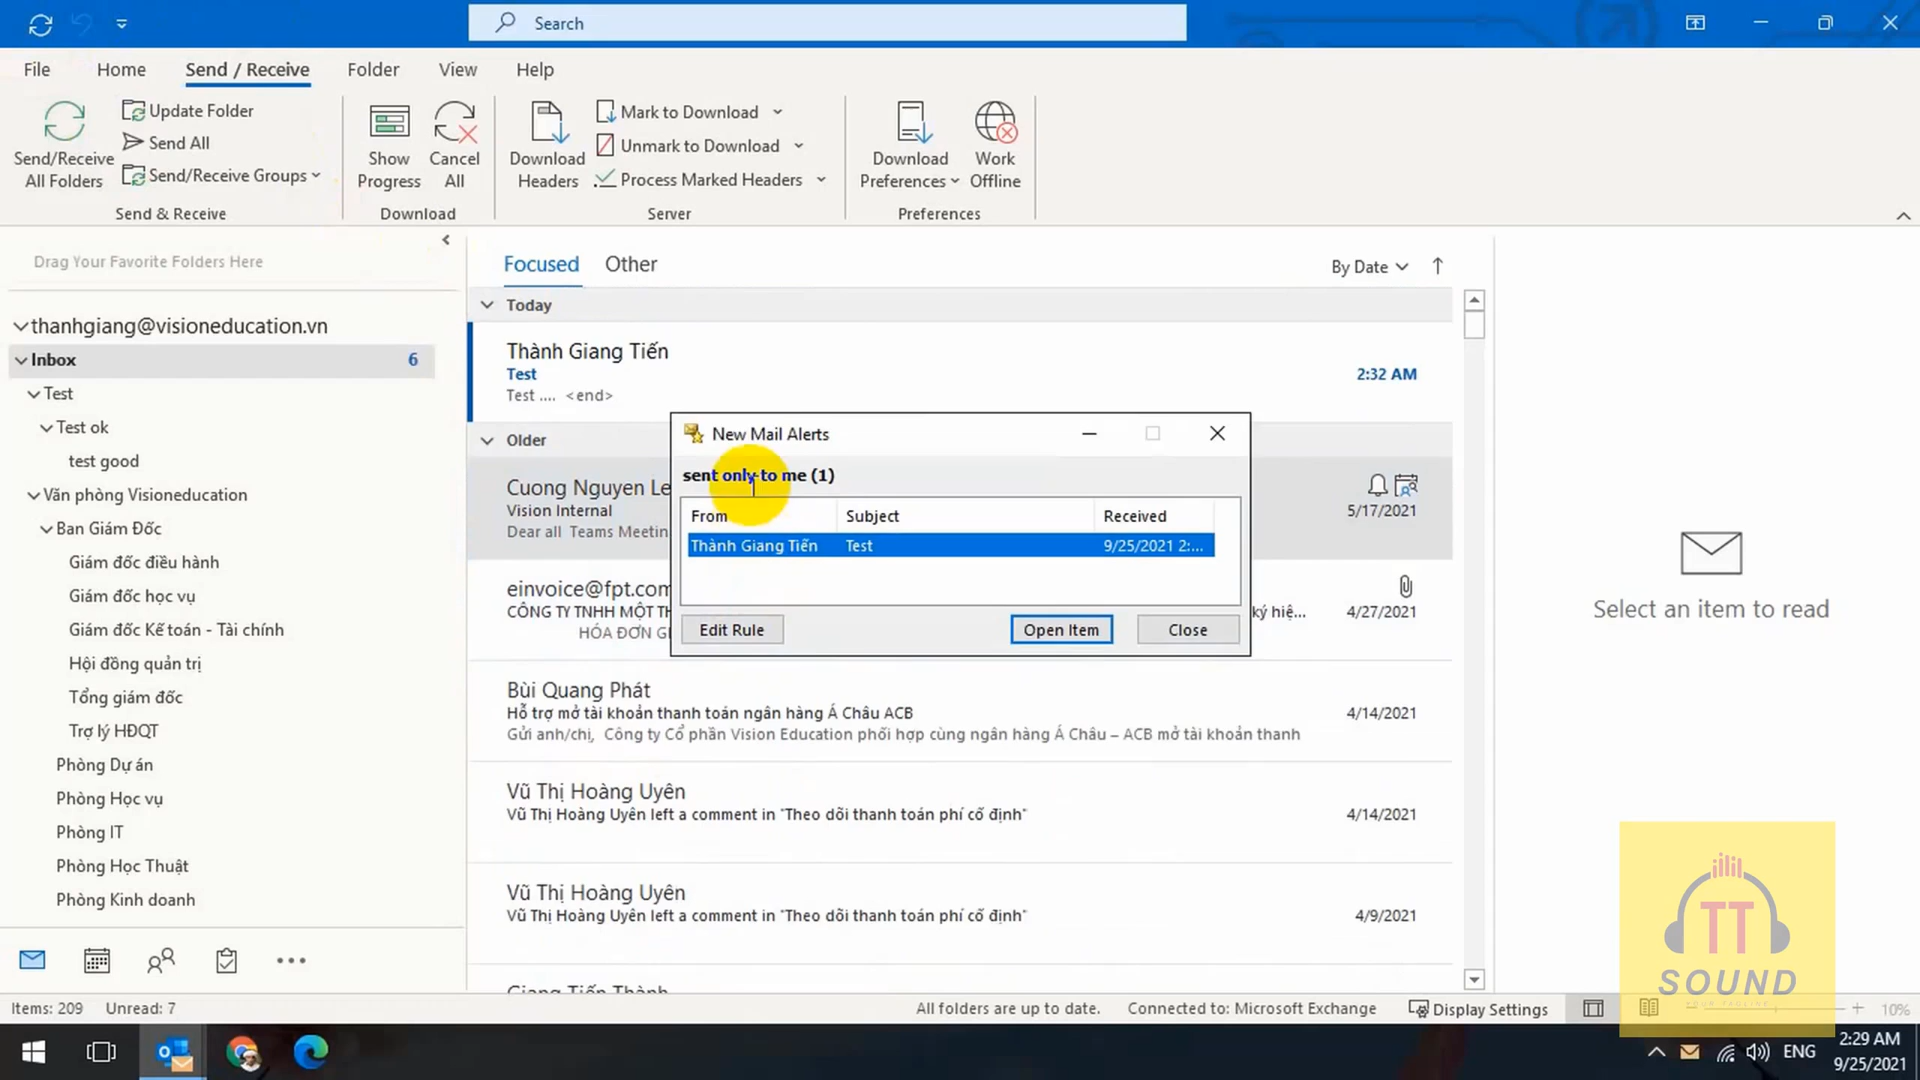 Search
File Home Send / Receive Folder View Help
Send/Receive All Folders
Update Folder
Send All
Send/Receive Groups
Show Progress
Cancel All
Download Headers
Mark to Download
Unmark to Download
Process Marked Headers
Download Preferences
Work Offline
Send & Receive Download Server Preferences
Drag Your Favorite Folders Here
thanhgiang@visioneducation.vn
Inbox 6
Test
Test ok
test good
Văn phòng Visioneducation
Ban Giám Đốc
Giám đốc điều hành
Giám đốc học vụ
Giám đốc Kế toán - Tài chính
Hội đồng quản trị
Tổng giám đốc
Trợ lý HĐQT
Phòng Dự án
Phòng Học vụ
Phòng IT
Phòng Học Thuật
Phòng Kinh doanh
Focused Other By Date
Today
Thành Giang Tiến
Test 2:32 AM
Test .... <end>
Older
Cuong Nguyen Le
Vision Internal 5/17/2021
Dear all Teams Meetin
einvoice@fpt.com
CÔNG TY TNHH MỘT TH ký hiệ... 4/27/2021
HÓA ĐƠN GI
Bùi Quang Phát
Hỗ trợ mở tài khoản thanh toán ngân hàng Á Châu ACB 4/14/2021
Gửi anh/chị, Công ty Cổ phần Vision Education phối hợp cùng ngân hàng Á Châu – ACB mở tài khoản thanh
Vũ Thị Hoàng Uyên
Vũ Thị Hoàng Uyên left a comment in "Theo dõi thanh toán phí cố định" 4/14/2021
Vũ Thị Hoàng Uyên
Vũ Thị Hoàng Uyên left a comment in "Theo dõi thanh toán phí cố định" 4/9/2021
Giang Tiến Thành
New Mail Alerts
sent only to me (1)
From Subject Received
Thành Giang Tiến Test 9/25/2021 2:...
Edit Rule Open Item Close
Select an item to read
TT
SOUND
Items: 209 Unread: 7 All folders are up to date. Connected to: Microsoft Exchange Display Settings 10%
ENG 2:29 AM
9/25/2021